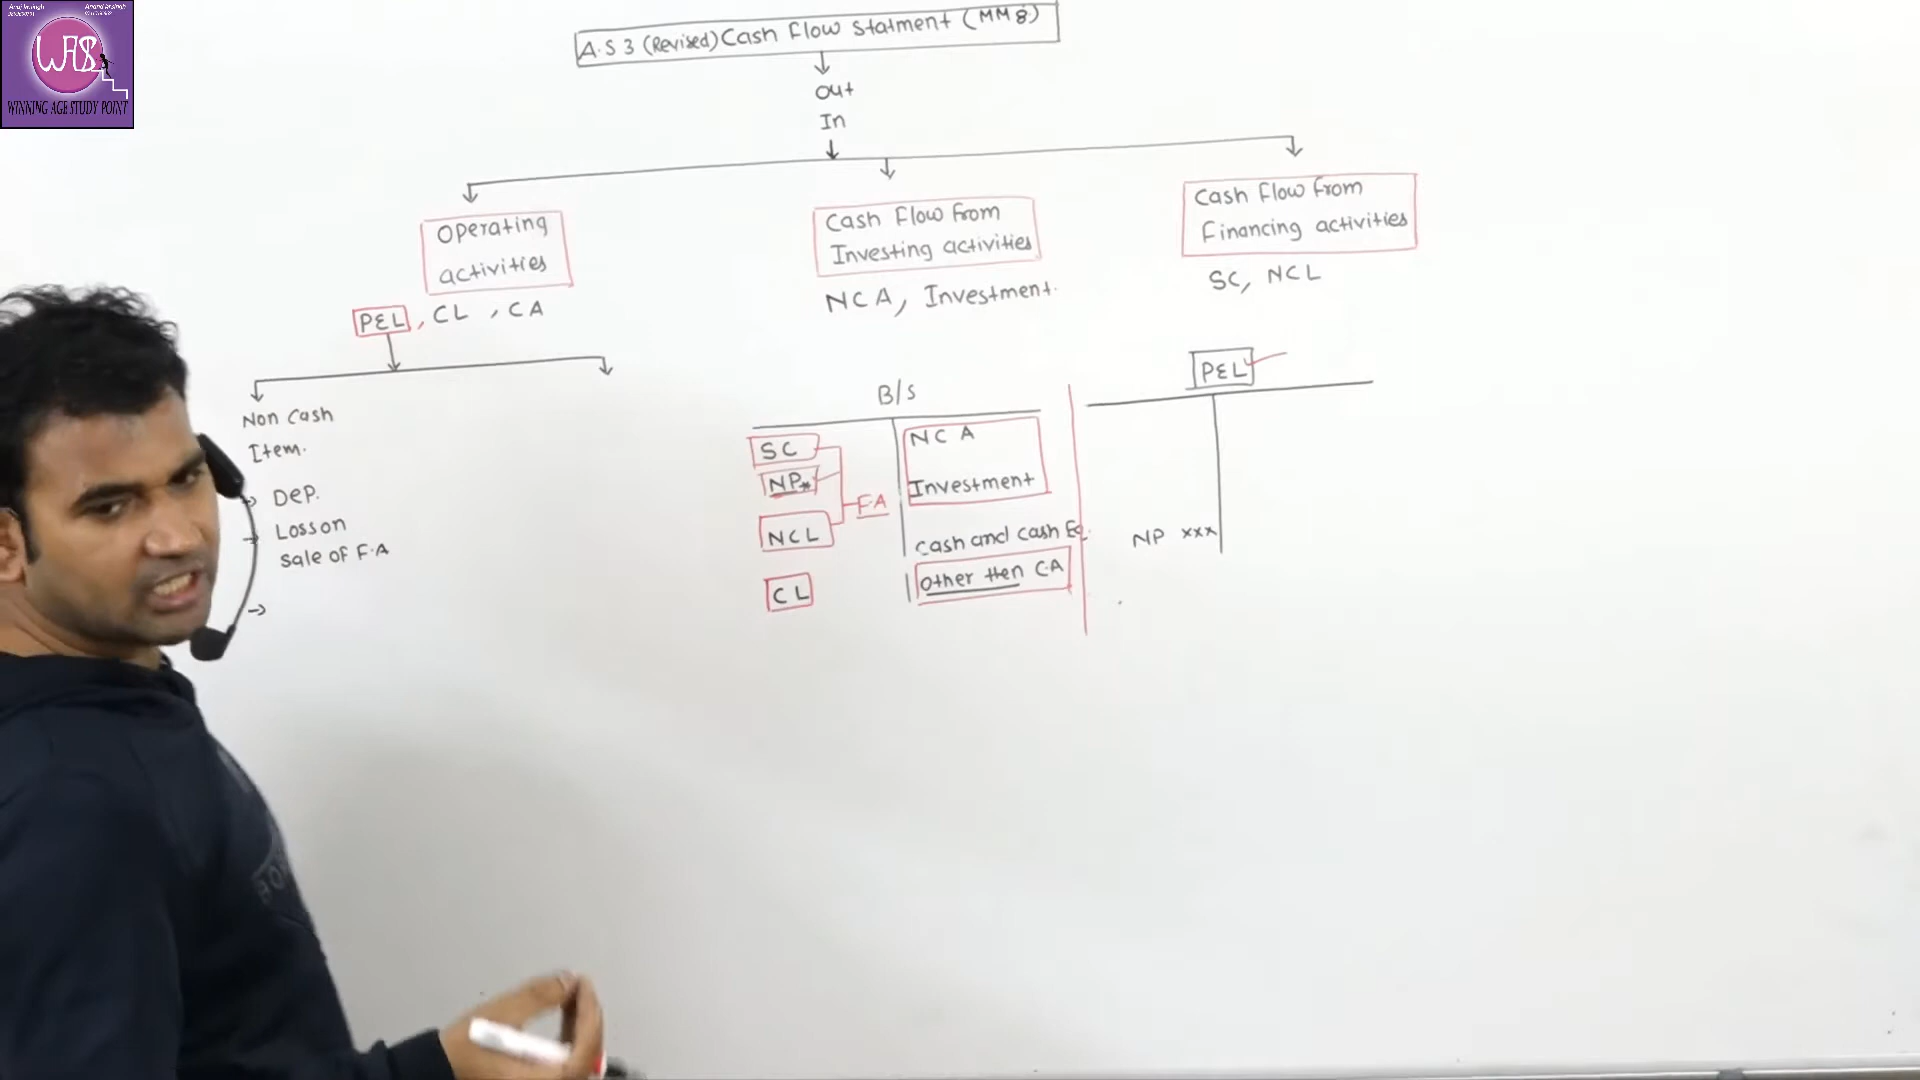 WAS
WINNING AGE STUDY POINT
A.S 3 (Revised) Cash Flow Statment (MM 8)
Out
In
Operating
activities
P&L, CL, CA
Cash Flow From
Investing activities
NCA, Investment.
Cash Flow From
Financing activities
SC, NCL
Non Cash
Item.
Dep.
Loss on
Sale of F.A
B/S
SC
NP*
NCL
F.A
CL
NCA
Investment
Cash and cash Eq.
Other then C.A
P&L
NP xxx